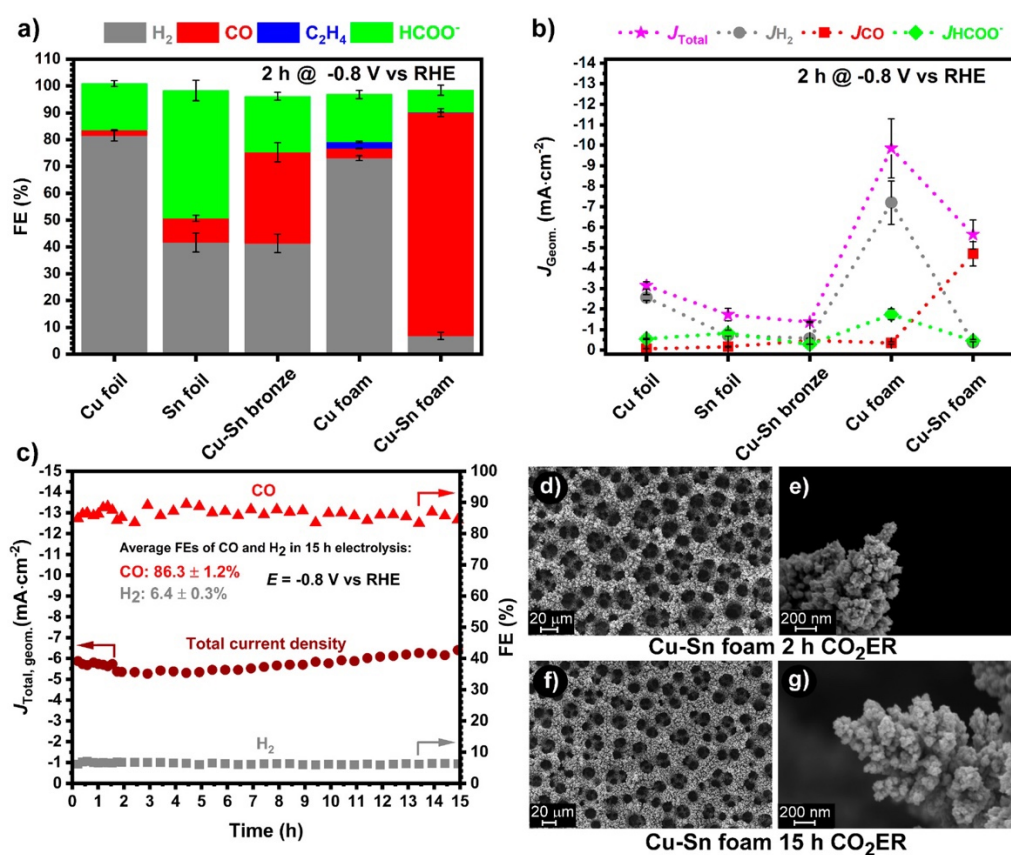 a)
H₂ CO C₂H₄ HCOO⁻
2 h @ -0.8 V vs RHE
FE (%)
110
100
90
80
70
60
50
40
30
20
10
0
Cu foil
Sn foil
Cu-Sn bronze
Cu foam
Cu-Sn foam
b)
J Total JH₂ JCO JHCOO⁻
2 h @ -0.8 V vs RHE
J Geom. (mA·cm⁻²)
-14
-13
-12
-11
-10
-9
-8
-7
-6
-5
-4
-3
-2
-1
0
Cu foil
Sn foil
Cu-Sn bronze
Cu foam
Cu-Sn foam
c)
J Total, geom. (mA·cm⁻²)
-15
-14
-13
-12
-11
-10
-9
-8
-7
-6
-5
-4
-3
-2
-1
0
CO
Average FEs of CO and H₂ in 15 h electrolysis:
CO: 86.3 ± 1.2%
H₂: 6.4 ± 0.3%
E = -0.8 V vs RHE
Total current density
H₂
100
90
80
70
60
50
40
30
20
10
0
FE (%)
0 1 2 3 4 5 6 7 8 9 10 11 12 13 14 15
Time (h)
d)
20 μm
e)
200 nm
Cu-Sn foam 2 h CO₂ER
f)
20 μm
g)
200 nm
Cu-Sn foam 15 h CO₂ER